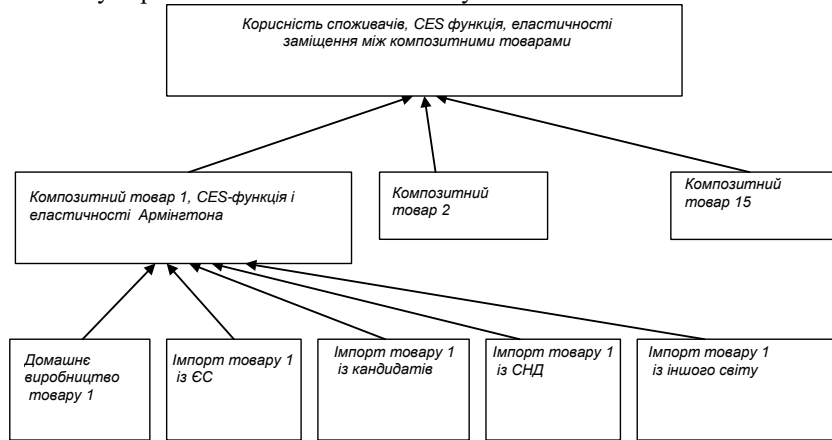 Корисність споживачів, CES функція, еластичності
заміщення між композитними товарами
Композитний товар 1, CES-функція і
еластичності Армінгтона
Композитний
товар 2
Композитний
товар 15
Домашнє
виробництво
товару 1
Імпорт товару 1
із ЄС
Імпорт товару 1
із кандидатів
Імпорт товару 1
із СНД
Імпорт товару 1
із іншого світу